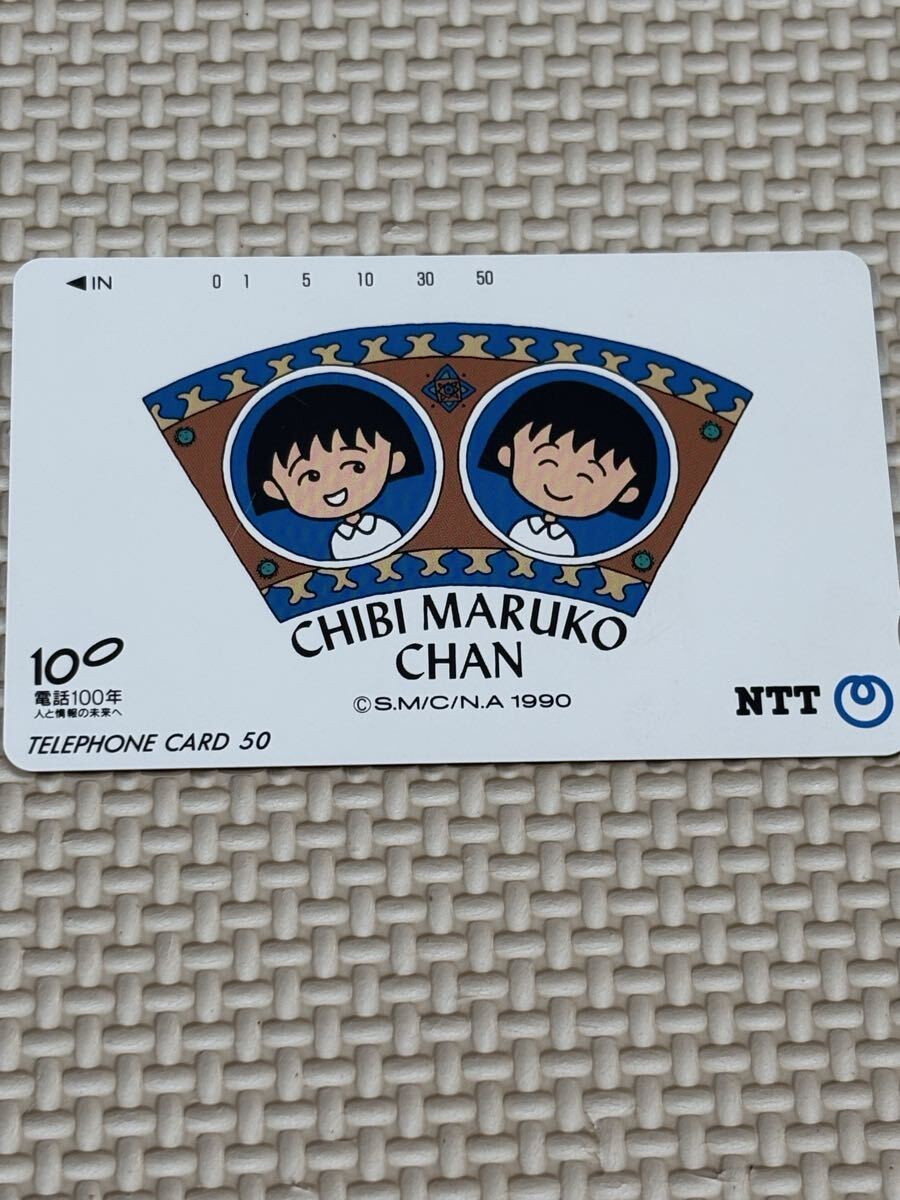 ◀IN 0 1 5 10 30 50
CHIBI MARUKO
CHAN
©S.M/C/N.A 1990
100
電話100年
人と情報の未来へ
TELEPHONE CARD 50
NTT